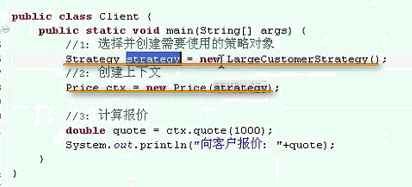 public class Client {
public static void main(String[] args) {
//1: 选择并创建需要使用的策略对象
Strategy strategy = new LargeCustomerStrategy();
//2: 创建上下文
Price ctx = new Price(strategy);
//3: 计算报价
double quote = ctx.quote(1000);
System.out.println("向客户报价: "+quote);
}
}